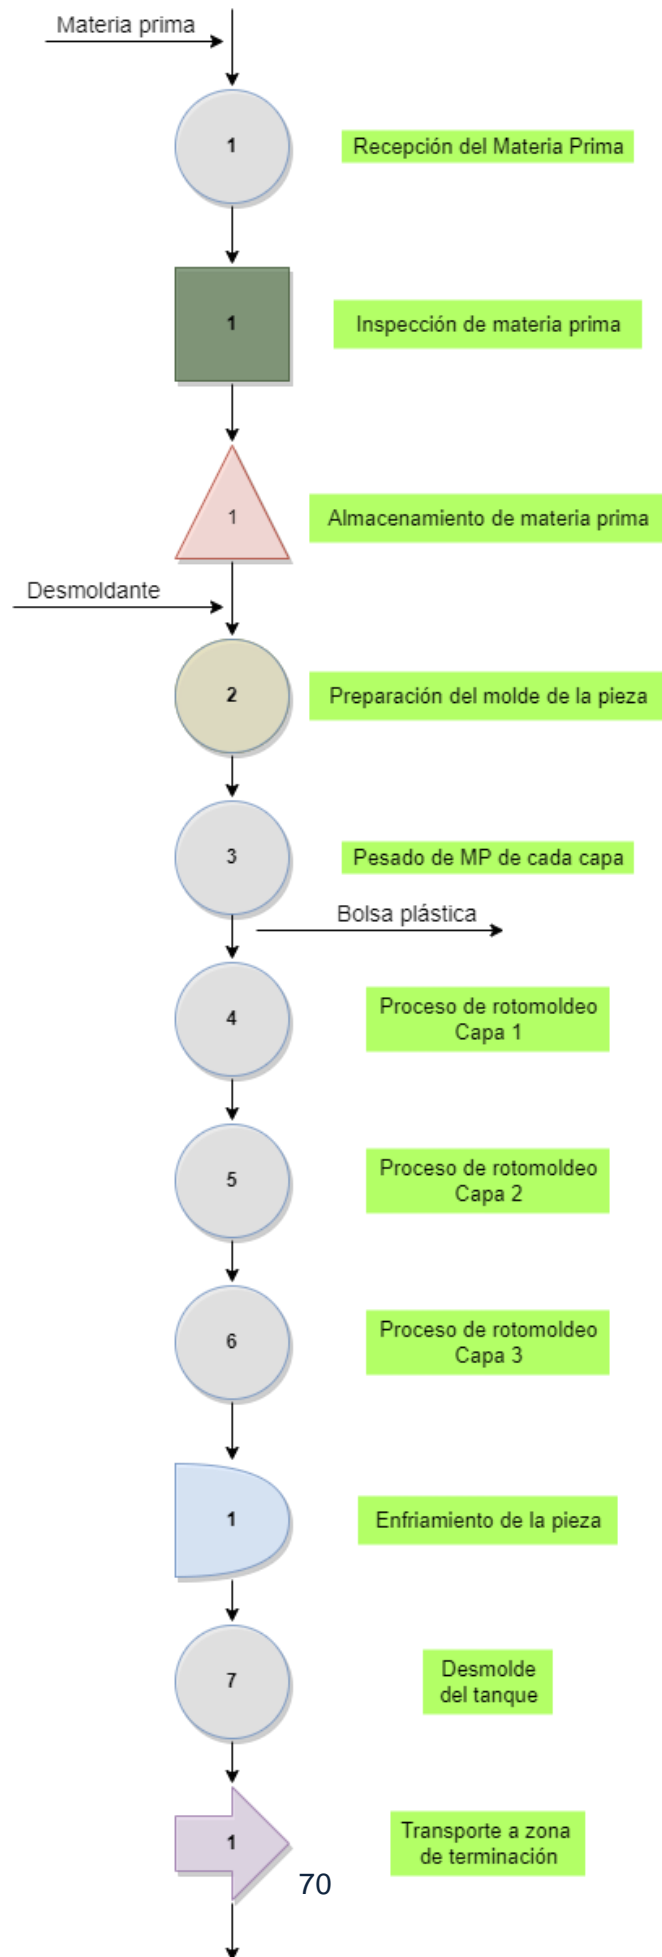 Materia prima
1
Recepción del Materia Prima
1
Inspección de materia prima
1
Almacenamiento de materia prima
Desmoldante
2
Preparación del molde de la pieza
3
Pesado de MP de cada capa
Bolsa plástica
4
Proceso de rotomoldeo
Capa 1
5
Proceso de rotomoldeo
Capa 2
6
Proceso de rotomoldeo
Capa 3
1
Enfriamiento de la pieza
7
Desmolde
del tanque
1
Transporte a zona
de terminación
70